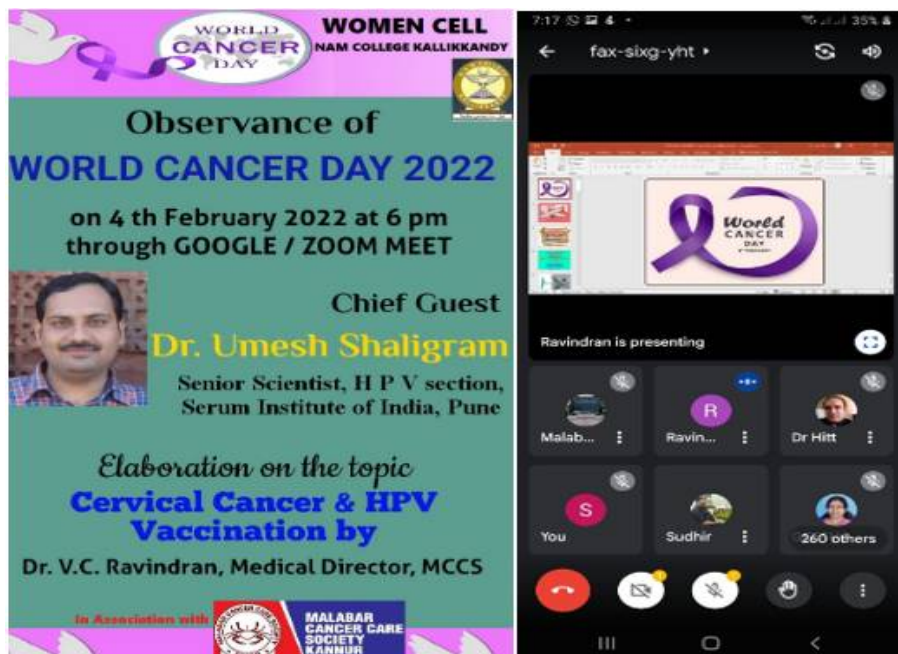 WORLD
CANCER
DAY
WOMEN CELL
NAM COLLEGE KALLIKKANDY
Observance of
WORLD CANCER DAY 2022
on 4 th February 2022 at 6 pm
through GOOGLE / ZOOM MEET
Chief Guest
Dr. Umesh Shaligram
Senior Scientist, H P V section,
Serum Institute of India, Pune
Elaboration on the topic
Cervical Cancer & HPV
Vaccination by
Dr. V.C. Ravindran, Medical Director, MCCS
In Association with
MALABAR
CANCER CARE
SOCIETY
KANNUR
7:17
35%
fax-sixg-yht
World
CANCER
DAY
Ravindran is presenting
Malab...
R
Ravin...
Dr Hitt
S
You
Sudhir
260 others